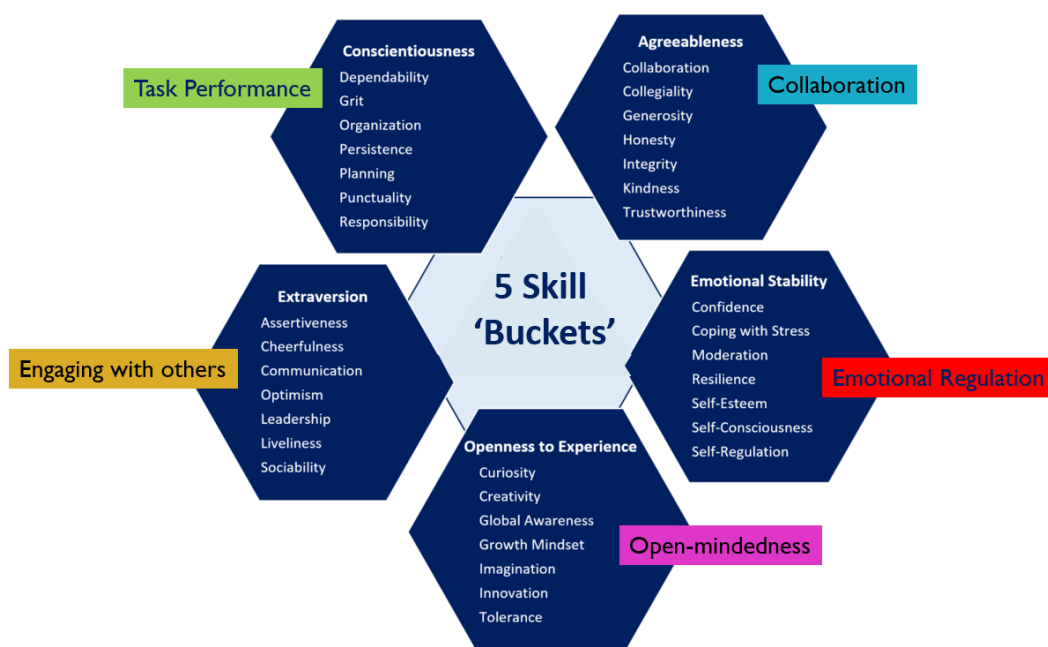 Conscientiousness
Dependability
Grit
Organization
Persistence
Planning
Punctuality
Responsibility
Task Performance
Agreeableness
Collaboration
Collegiality
Generosity
Honesty
Integrity
Kindness
Trustworthiness
Collaboration
5 Skill
‘Buckets’
Extraversion
Assertiveness
Cheerfulness
Communication
Optimism
Leadership
Liveliness
Sociability
Engaging with others
Emotional Stability
Confidence
Coping with Stress
Moderation
Resilience
Self-Esteem
Self-Consciousness
Self-Regulation
Emotional Regulation
Openness to Experience
Curiosity
Creativity
Global Awareness
Growth Mindset
Imagination
Innovation
Tolerance
Open-mindedness